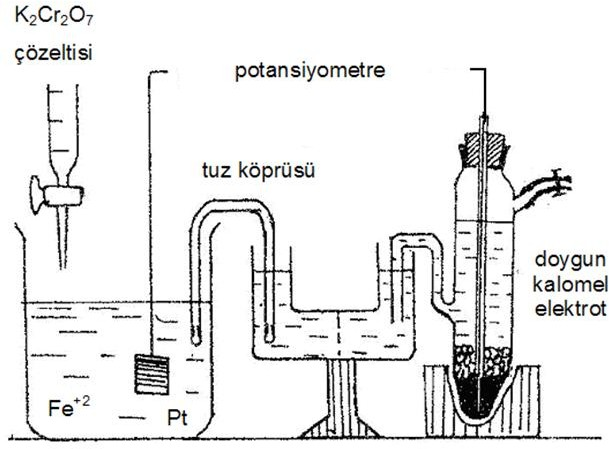 K₂Cr₂O₇
çözeltisi
potansiyometre
tuz köprüsü
doygun
kalomel
elektrot
Fe⁺²
Pt